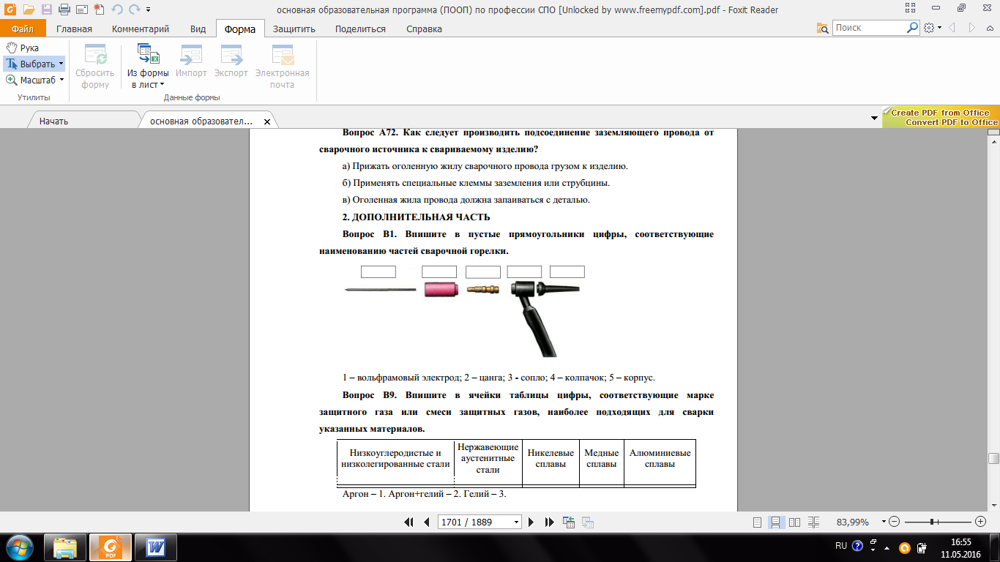 основная образовательная программа (ПООП) по профессии СПО [Unlocked by www.freemypdf.com].pdf - Foxit Reader
Файл
Главная
Комментарий
Вид
Форма
Защитить
Поделиться
Справка
Поиск
Рука
Выбрать
Масштаб
Утилиты
Сбросить
форму
Из формы
в лист
Импорт
Экспорт
Электронная
почта
Данные формы
Начать
основная образовател...
Create PDF from Office
Convert PDF to Office
Вопрос А72. Как следует производить подсоединение заземляющего провода от
сварочного источника к свариваемому изделию?
а) Прижать оголенную жилу сварочного провода грузом к изделию.
б) Применять специальные клеммы заземления или струбцины.
в) Оголенная жила провода должна запаиваться с деталью.
2. ДОПОЛНИТЕЛЬНАЯ ЧАСТЬ
Вопрос В1. Впишите в пустые прямоугольники цифры, соответствующие
наименованию частей сварочной горелки.
1 – вольфрамовый электрод; 2 – цанга; 3 - сопло; 4 – колпачок; 5 – корпус.
Вопрос В9. Впишите в ячейки таблицы цифры, соответствующие марке
защитного газа или смеси защитных газов, наиболее подходящих для сварки
указанных материалов.
Низкоуглеродистые и
низколегированные стали
Нержавеющие
аустенитные
стали
Никелевые
сплавы
Медные
сплавы
Алюминиевые
сплавы
Аргон – 1. Аргон+гелий – 2. Гелий – 3.
1701 / 1889
83,99%
PDF
RU
16:55
11.05.2016